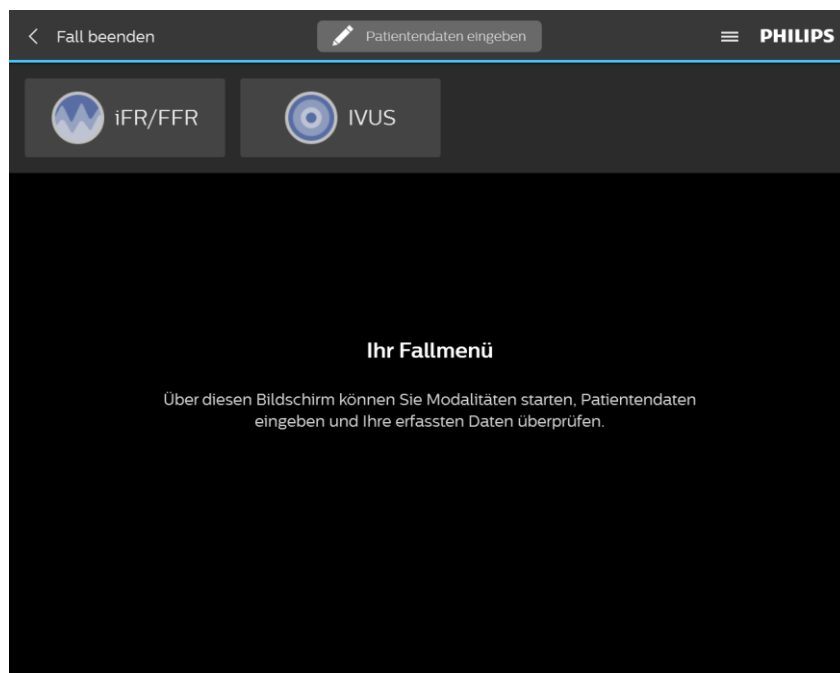 Fall beenden
Patientendaten eingeben
PHILIPS
iFR/FFR
IVUS
Ihr Fallmenü
Über diesen Bildschirm können Sie Modalitäten starten, Patientendaten
eingeben und Ihre erfassten Daten überprüfen.